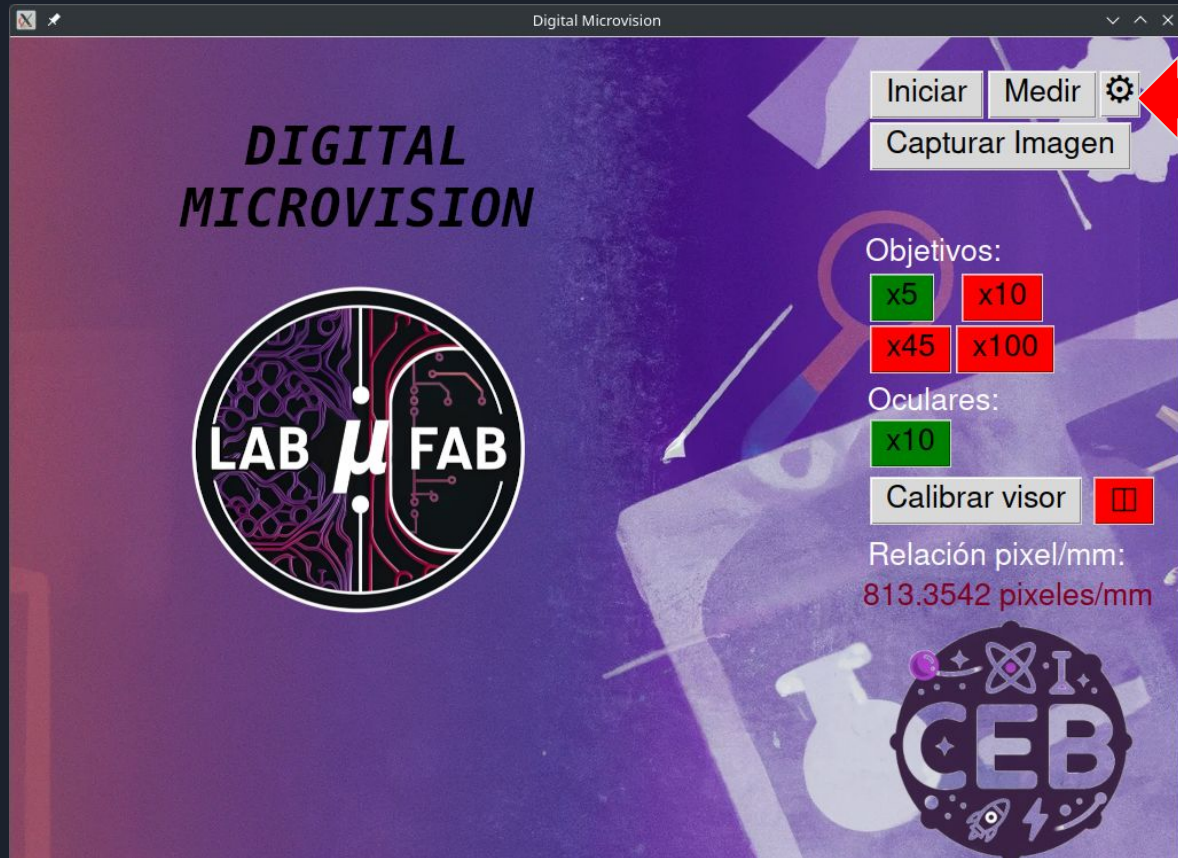 Digital Microvision
DIGITAL
MICROVISION
LAB μ FAB
Iniciar Medir
Capturar Imagen
Objetivos:
x5 x10
x45 x100
Oculares:
x10
Calibrar visor
Relación pixel/mm:
813.3542 pixeles/mm
CEB